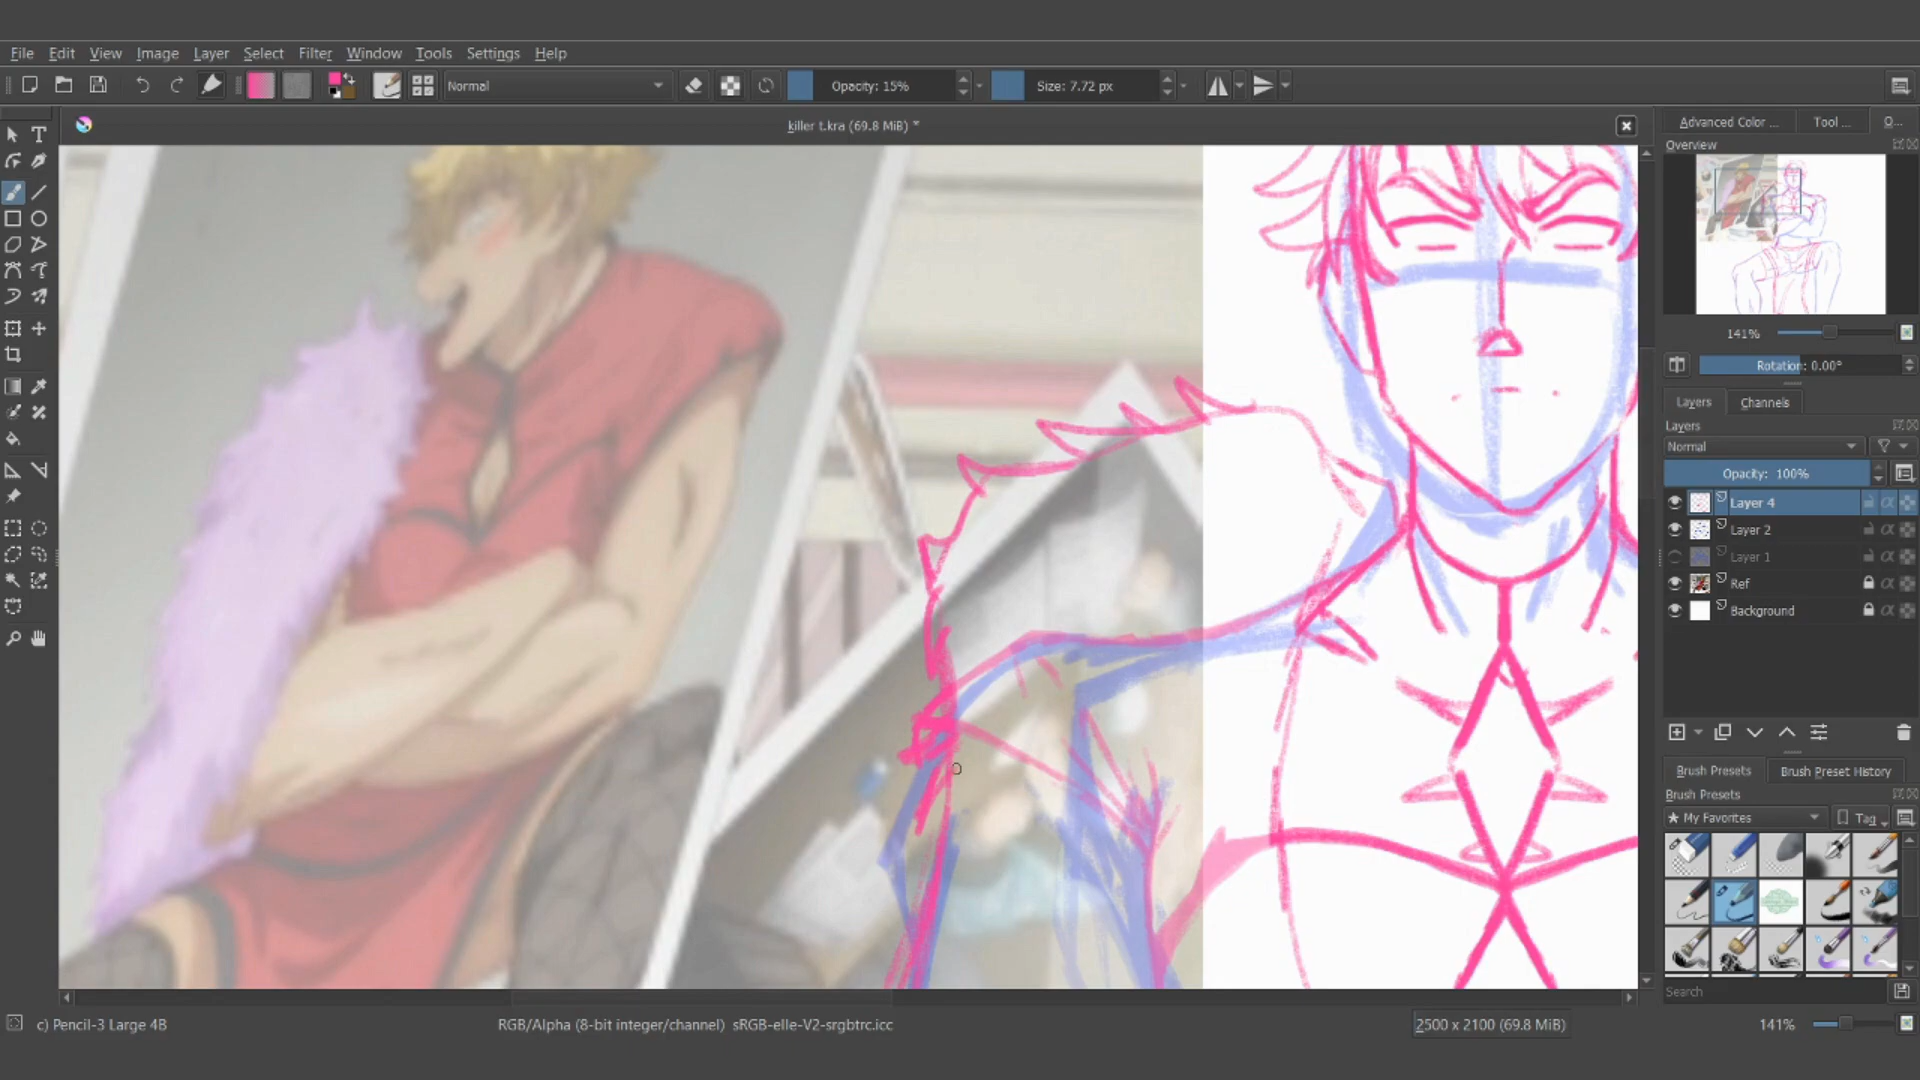 File Edit View Image Layer Select Filter Window Tools Settings Help
Normal Opacity: 15% Size: 7.72 px
killer t.kra (69.8 MiB) *
Advanced Color ... Tool ... O...
Overview
141%
Rotation: 0.00°
Layers Channels
Layers
Normal
Opacity: 100%
Layer 4
Layer 2
Layer 1
Ref
Background
Brush Presets Brush Preset History
Brush Presets
★ My Favorites Tag
Search
c) Pencil-3 Large 4B RGB/Alpha (8-bit integer/channel) sRGB-elle-V2-srgbtrc.icc 2500 x 2100 (69.8 MiB) 141%